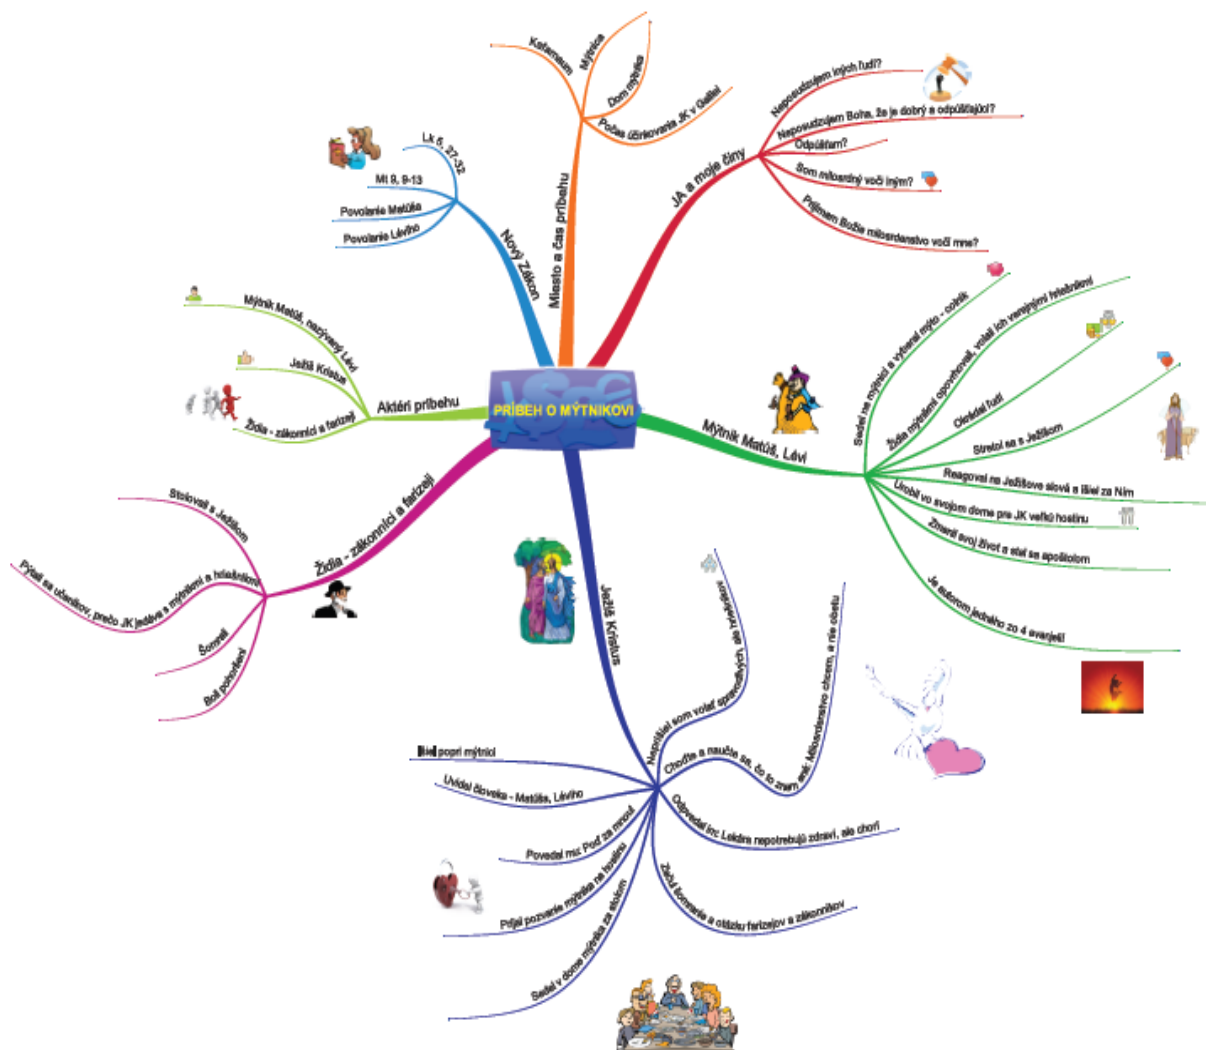 PRÍBEH O MÝTNIKOVI
Nový Zákon
Lk 5, 27-32
Mt 9, 9-13
Povolanie Matúša
Povolanie Léviho
Miesto a čas príbehu
Kafarnaum
Mýtnica
Dom mýtnika
Počas účinkovania JK v Galilei
JA a moje činy
Neposudzujem iných ľudí?
Neposudzujem Boha, že je dobrý a odpúšťajúci?
Odpúšťam?
Som milosrdný voči iným?
Prijímam Božie milosrdenstvo voči mne?
Mýtnik Matúš, Lévi
Sedel na mýtnici a vyberal mýto - colník
Židia mýtnikmi opovrhovali, volali ich verejnými hriešnikmi
Okrádal ľudí
Stretol sa s Ježišom
Reagoval na Ježišove slová a išiel za Ním
Urobil vo svojom dome pre JK veľkú hostinu
Zmenil svoj život a stal sa apoštolom
Je autorom jedného zo 4 evanjelií
Ježiš Kristus
Neprišiel som volať spravodlivých, ale hriešnikov
Choďte a naučte sa, čo to znamená: Milosrdenstvo chcem, a nie obetu
Odpvedal im: Lekára nepotrebujú zdraví, ale chorí
Začul šomranie a otázku farizejov a zákonníkov
Išiel popri mýtnici
Uvidel človeka - Matúša, Léviho
Povedal mu: Poď za mnou!
Prijal pozvanie mýtnika na hostinu
Sedel v dome mýtnika za stolom
Židia - zákonníci a farizeji
Stolovali s Ježišom
Pýtali sa učeníkov, prečo JK jedáva s mýtnikmi a hriešnikmi
Šomrali
Boli pohoršení
Aktéri príbehu
Mýtnik Matúš, nazývaný Lévi
Ježiš Kristus
Židia - zákonníci a farizeji